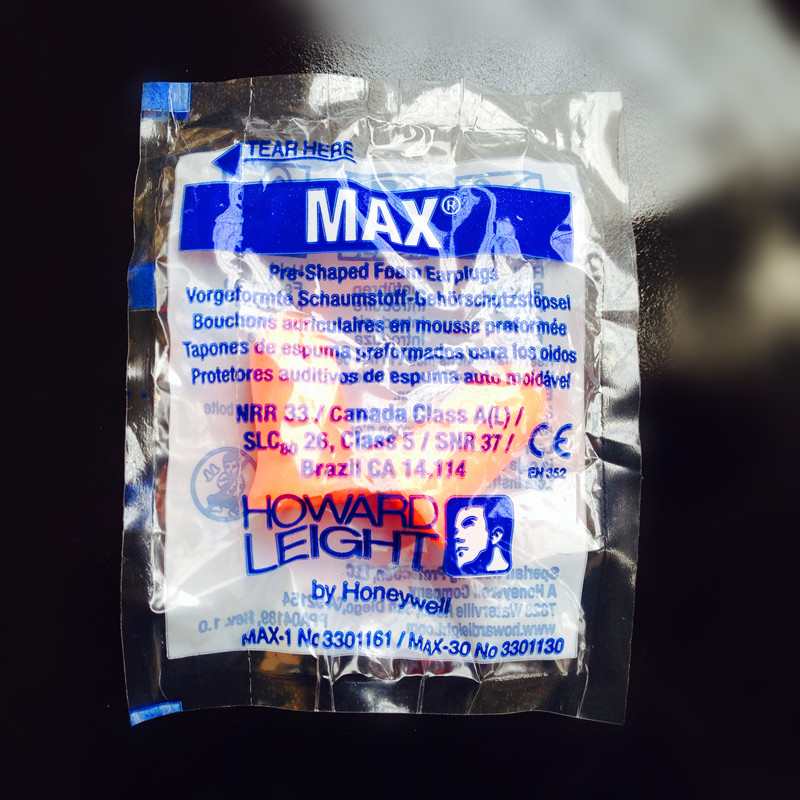 TEAR HERE
MAX®
Pre-Shaped Foam Earplugs
Vorgeformte Schaumstoff-Gehörschutzstöpsel
Bouchons auriculaires en mousse preformée
Tapones de espuma preformados para los oidos
Protetores auditivos de espuma auto moldável
NRR 33 / Canada Class A(L) /
SLC80 26, Class 5 / SNR 37 /
Brazil CA 14.114
CE
EN 352
HOWARD
LEIGHT
by Honeywell
MAX-1 No 3301161 / MAX-30 No 3301130